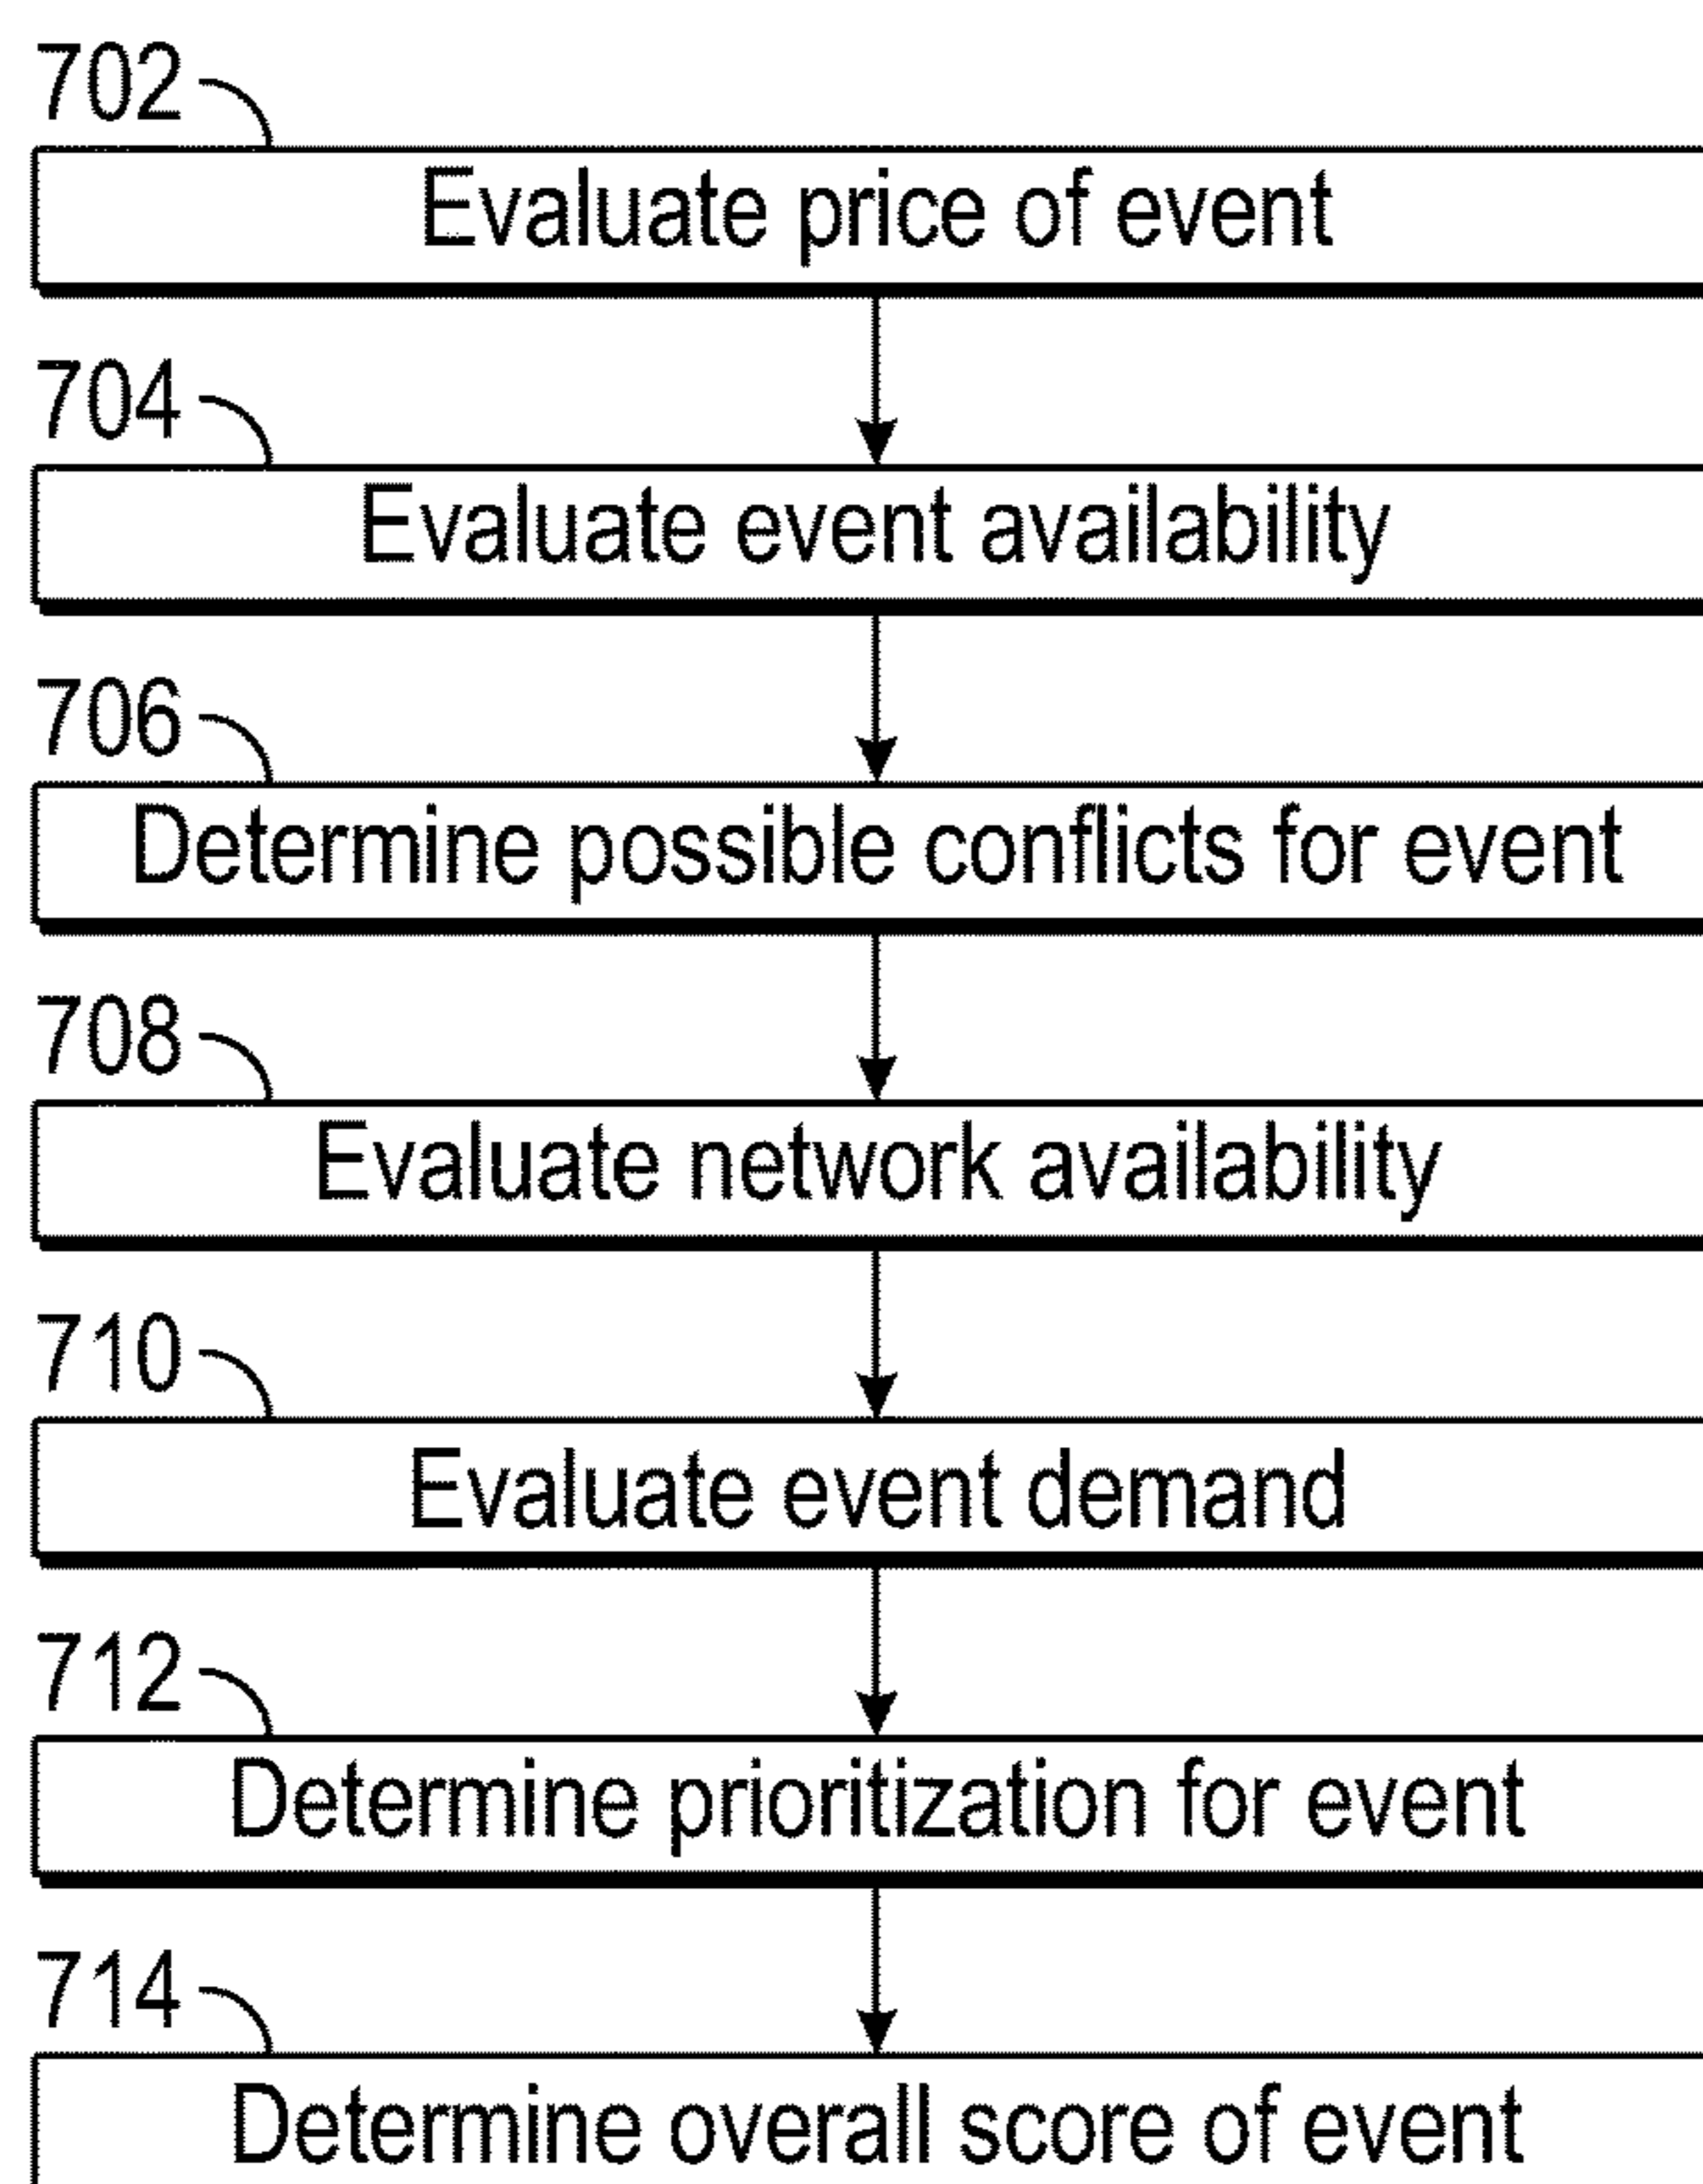 702
Evaluate price of event
704
Evaluate event availability
706
Determine possible conflicts for event
708
Evaluate network availability
710
Evaluate event demand
712
Determine prioritization for event
714
Determine overall score of event